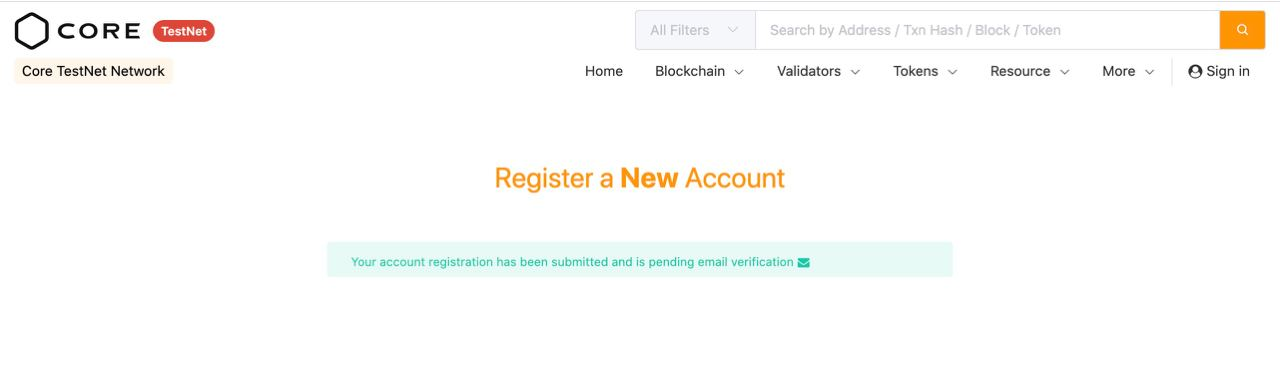 CORE TestNet
All Filters Search by Address / Txn Hash / Block / Token
Core TestNet Network
Home Blockchain Validators Tokens Resource More Sign in
Register a New Account
Your account registration has been submitted and is pending email verification